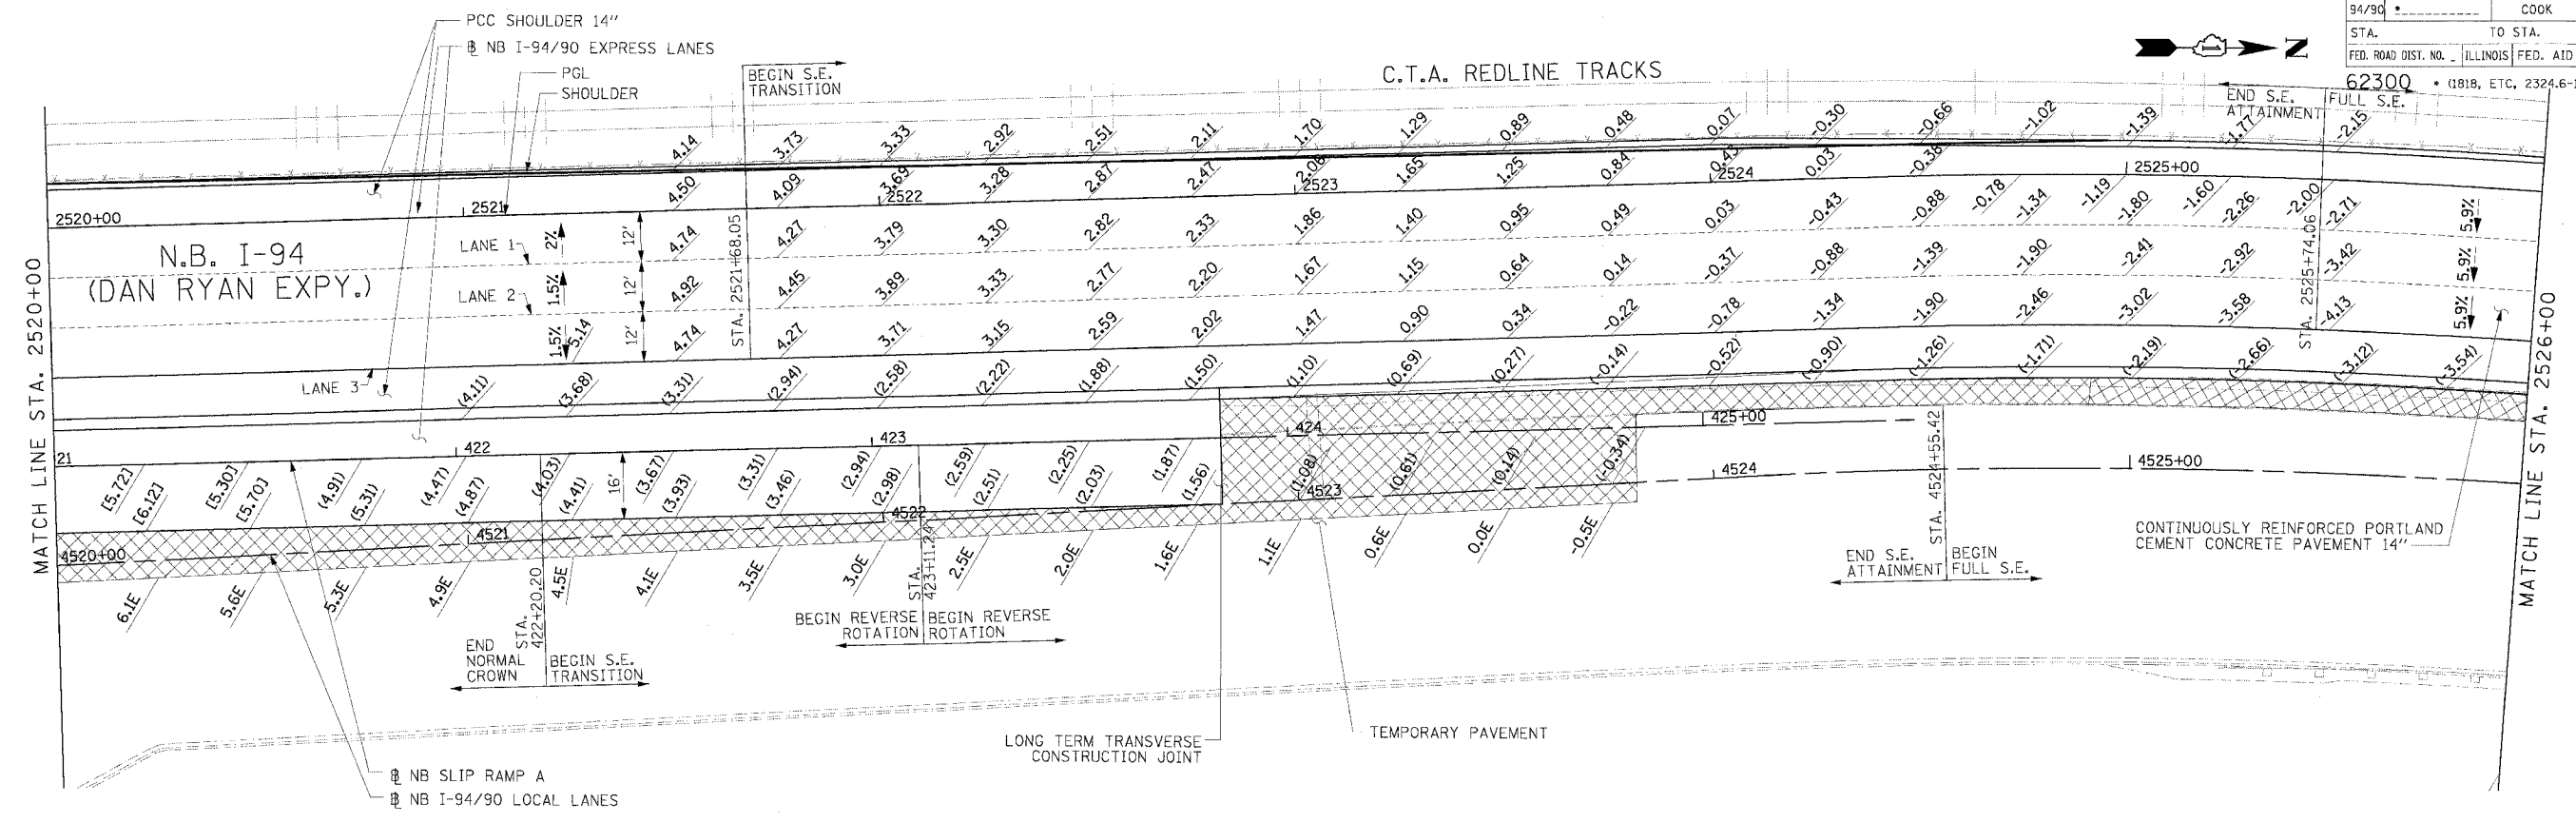 PCC SHOULDER 14"
℄ NB I-94/90 EXPRESS LANES
PGL
SHOULDER
BEGIN S.E.
TRANSITION
C.T.A. REDLINE TRACKS
N
94/90 * COOK
STA. TO STA.
FED. ROAD DIST. NO. _ ILLINOIS FED. AID
62300 * (1818, ETC, 2324.6-1
END S.E.
ATTAINMENT
FULL S.E.
4.14 3.73 3.33 2.92 2.51 2.11 1.70 1.29 0.89 0.48 0.07 -0.30 -0.66 -1.02 -1.39 -1.77 -2.15
4.50 4.09 3.69 3.28 2.87 2.47 2.06 1.65 1.25 0.84 0.43 0.03 -0.38 -0.78 -1.19 -1.60 -2.00
2520+00 2521 2522 2523 2524 2525+00
4.74 4.27 3.79 3.30 2.82 2.33 1.86 1.40 0.95 0.49 0.03 -0.43 -0.88 -1.34 -1.80 -2.26 -2.71
4.92 4.45 3.89 3.33 2.77 2.20 1.67 1.15 0.64 0.14 -0.37 -0.88 -1.39 -1.90 -2.41 -2.92 -3.42
5.14 4.74 4.27 3.71 3.15 2.59 2.02 1.47 0.90 0.34 -0.22 -0.78 -1.34 -1.90 -2.46 -3.02 -3.58 -4.13
N.B. I-94
(DAN RYAN EXPY.)
LANE 1 2% 12'
LANE 2 1.5% 12'
LANE 3 1.5% 12'
5.9%
5.9%
5.9%
STA. 2521+68.05
STA. 2525+74.06
MATCH LINE STA. 2520+00
MATCH LINE STA. 2526+00
(4.11) (3.68) (3.31) (2.94) (2.58) (2.22) (1.88) (1.50) (1.10) (0.69) (0.27) (-0.14) -0.52) (-0.90) (-1.26) (-1.71) (-2.19) (-2.66) (-3.12) (-3.54)
21 422 423 424 425+00
[5.72] [5.30] (4.91) (4.47) (4.03) (3.67) (3.31) (2.94) (2.59) (2.25) (1.87)
[6.12] [5.70] (5.31) (4.87) (4.41) (3.93) (3.46) (2.98) (2.51) (2.03) (1.56) (1.08) (0.61) (0.14) (-0.34)
16'
4520+00 4521 4522 4523 4524 4525+00
6.1E 5.6E 5.3E 4.9E 4.5E 4.1E 3.5E 3.0E 2.5E 2.0E 1.6E 1.1E 0.6E 0.0E -0.5E
STA.
422+20.20
END
NORMAL
CROWN
BEGIN S.E.
TRANSITION
STA.
BEGIN REVERSE
ROTATION
BEGIN REVERSE
ROTATION
STA. 4524+55.42
END S.E.
ATTAINMENT
BEGIN
FULL S.E.
CONTINUOUSLY REINFORCED PORTLAND
CEMENT CONCRETE PAVEMENT 14"
LONG TERM TRANSVERSE
CONSTRUCTION JOINT
TEMPORARY PAVEMENT
℄ NB SLIP RAMP A
℄ NB I-94/90 LOCAL LANES